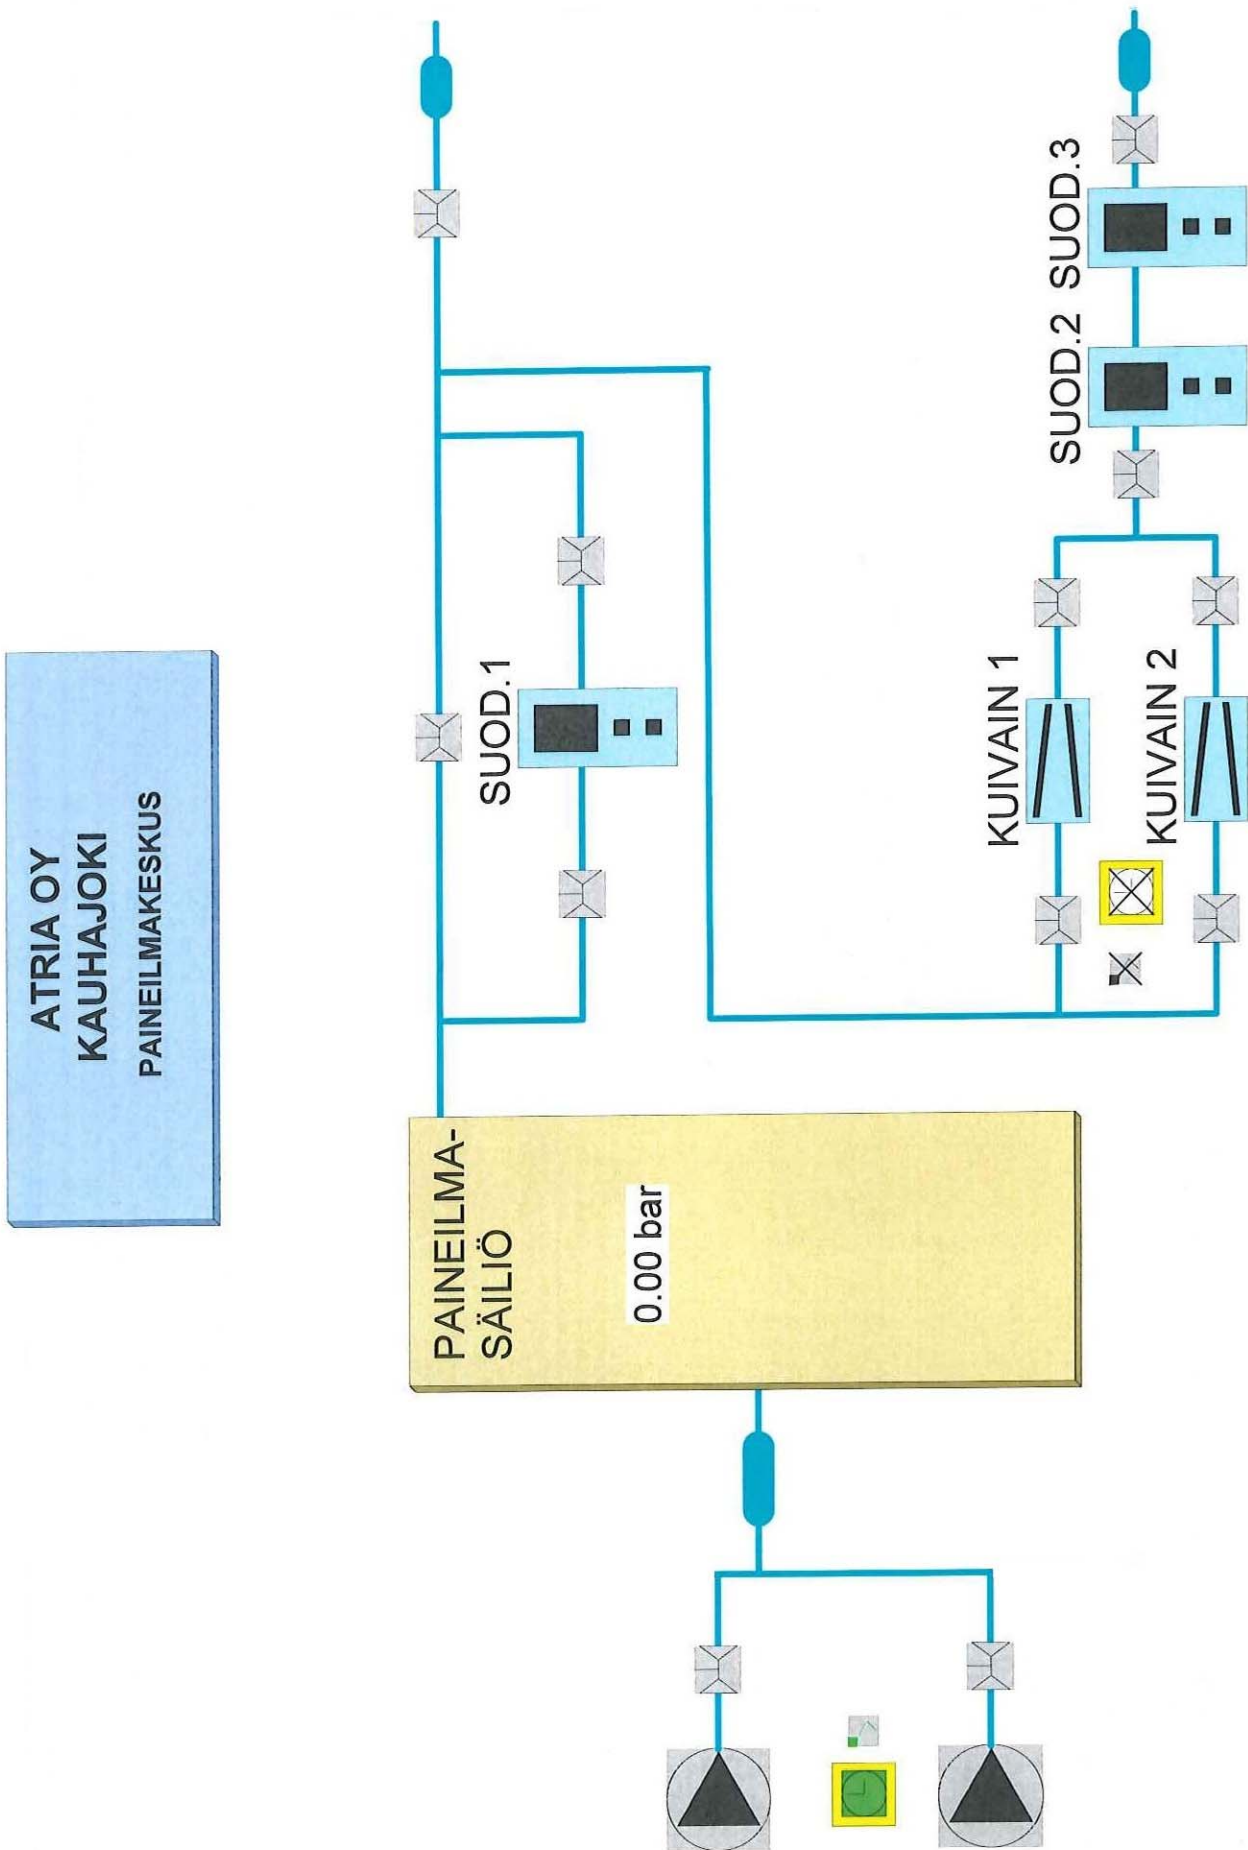 ATRIA OY
KAUHAJOKI
PAINEILMAKESKUS
PAINEILMA-
SÄILIÖ
0.00 bar
SUOD.1
KUIVAIN 1
KUIVAIN 2
SUOD.2
SUOD.3